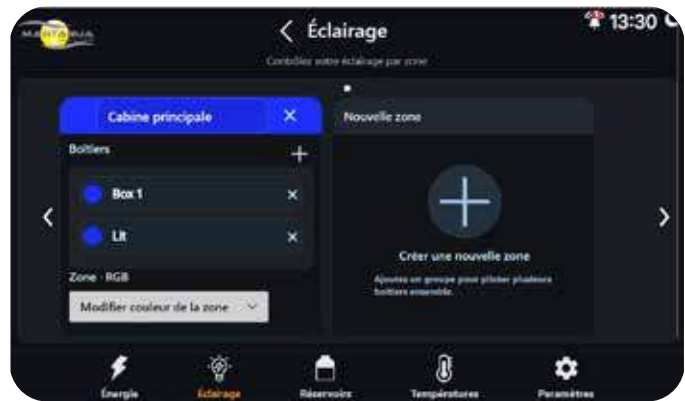 Éclairage
13:30
Contrôlez votre éclairage par zone
Cabine principale ×
Boîtiers +
Box 1 ×
Lit ×
Zone - RGB
Modifier couleur de la zone
Nouvelle zone
Créer une nouvelle zone
Ajoutez un groupe pour piloter plusieurs
boîtiers ensemble.
Énergie
Éclairage
Réservoirs
Températures
Paramètres